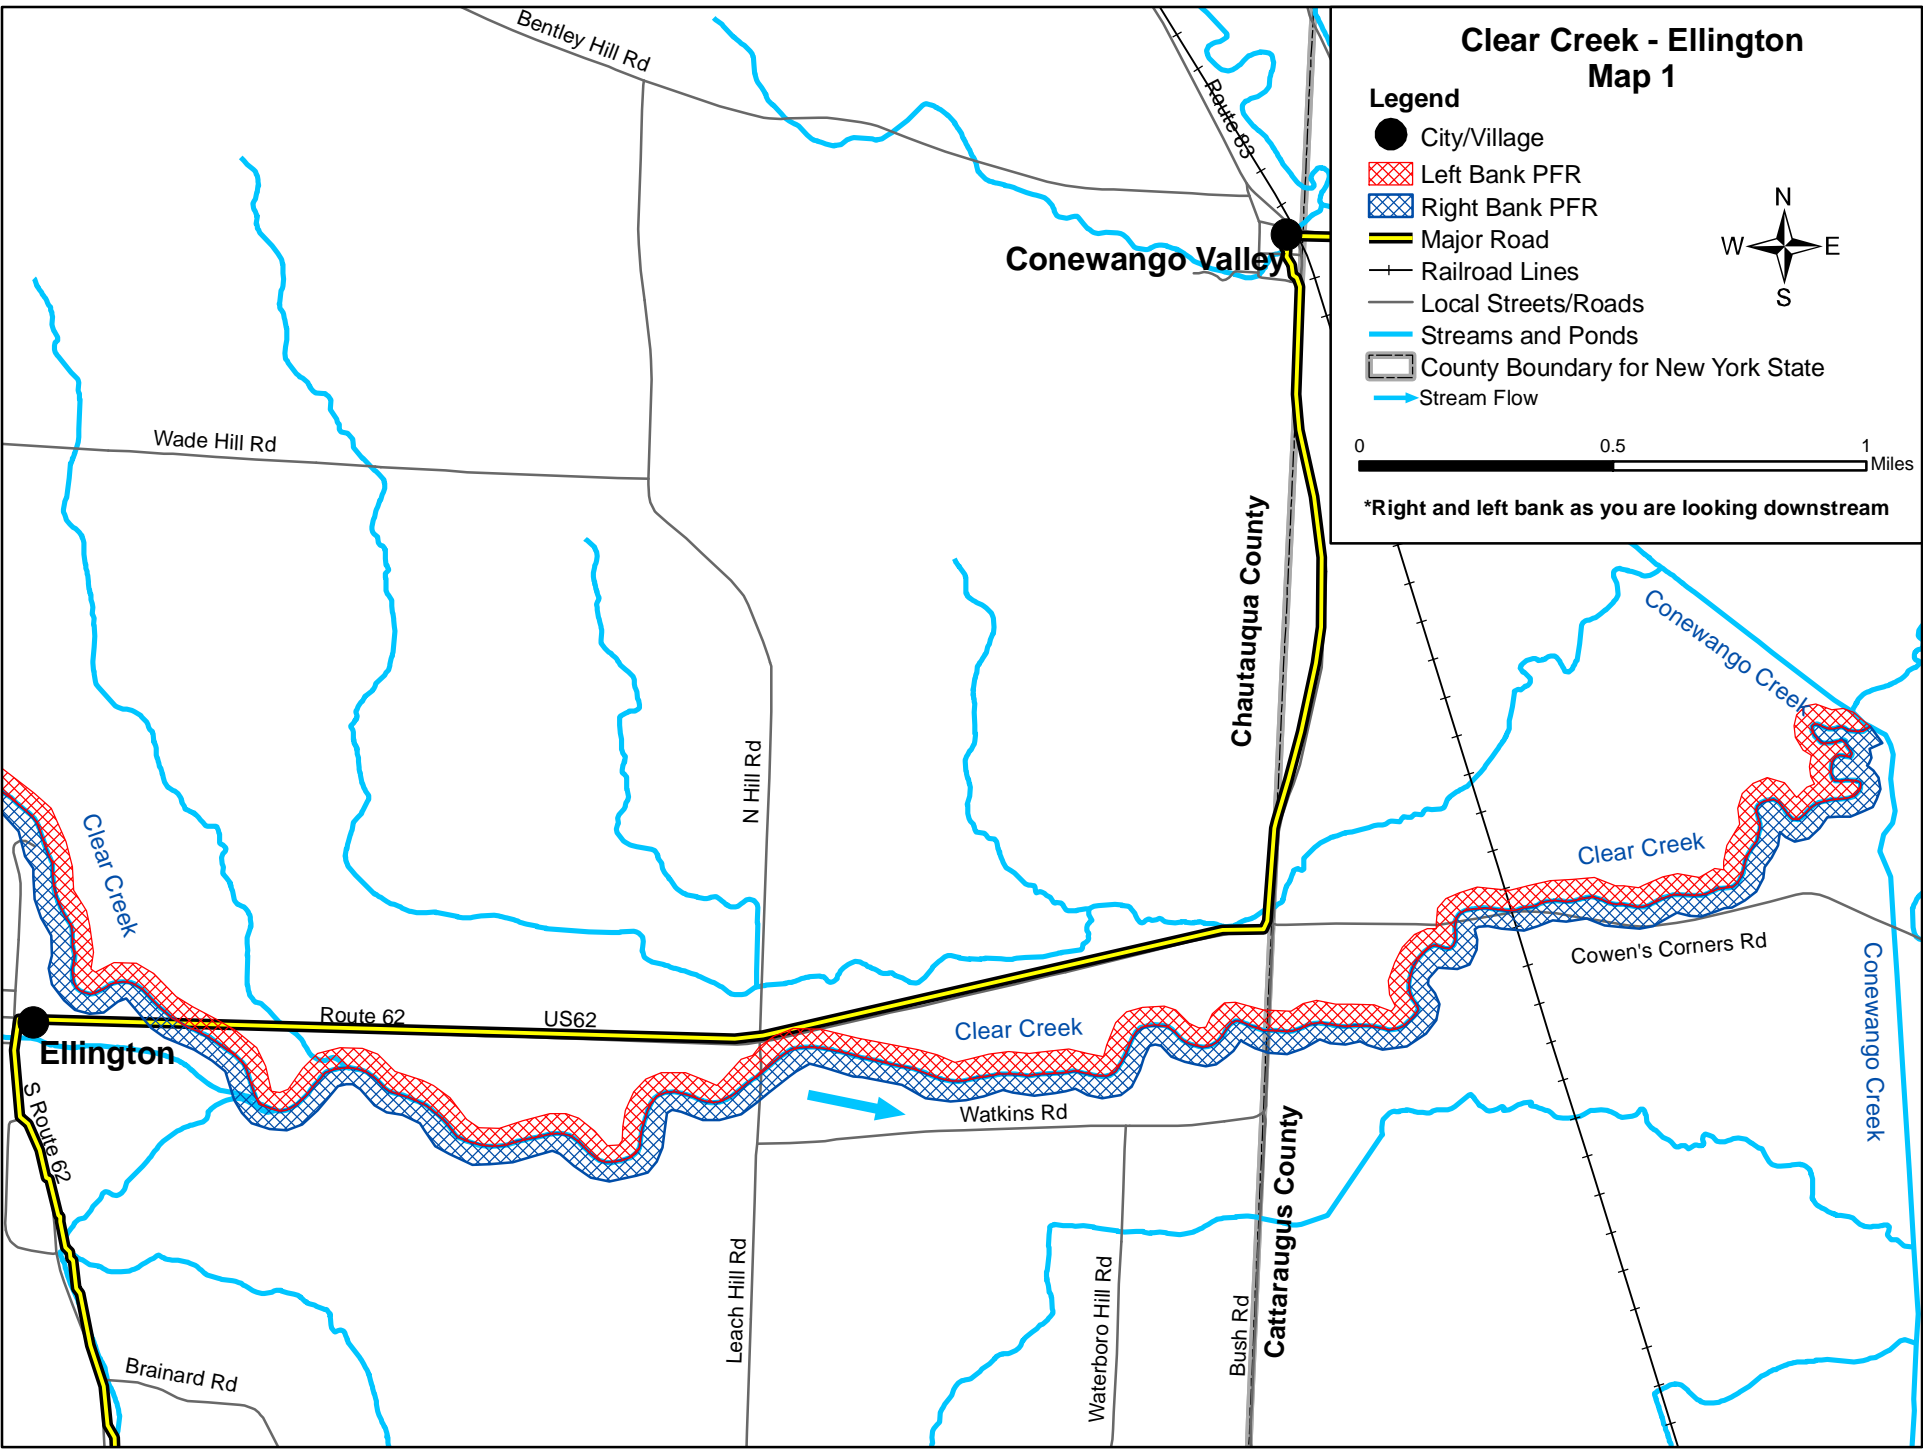 Clear Creek - Ellington
Map 1
Legend
City/Village
Left Bank PFR
Right Bank PFR
Major Road
Railroad Lines
Local Streets/Roads
Streams and Ponds
County Boundary for New York State
Stream Flow
N
W
E
S
0
0.5
1
Miles
*Right and left bank as you are looking downstream
Bentley Hill Rd
Route 83
Conewango Valley
Wade Hill Rd
Chautauqua County
Conewango Creek
N Hill Rd
Clear Creek
Clear Creek
Cowen's Corners Rd
Conewango Creek
Route 62
US62
Clear Creek
Ellington
S Route 62
Watkins Rd
Cattaraugus County
Leach Hill Rd
Waterboro Hill Rd
Bush Rd
Brainard Rd